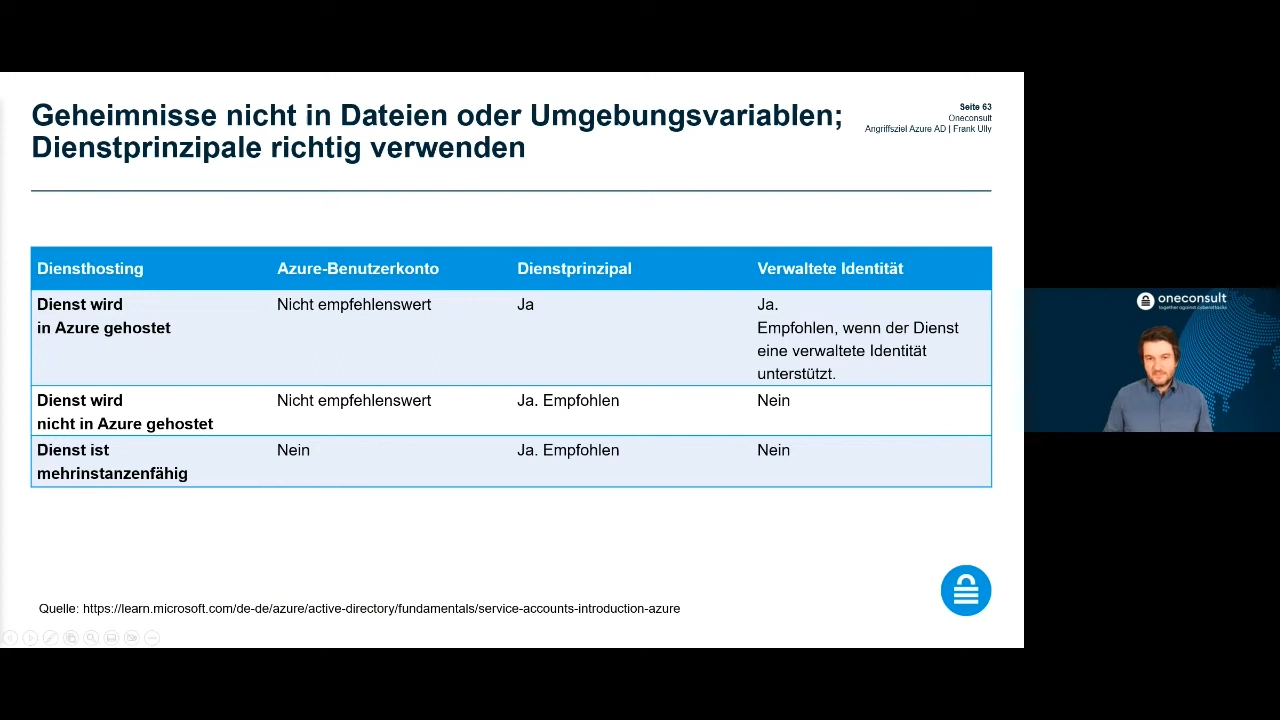 Geheimnisse nicht in Dateien oder Umgebungsvariablen;
Dienstprinzipale richtig verwenden
Seite 63
Oneconsult
Angriffsziel Azure AD | Frank Ully
Diensthosting Azure-Benutzerkonto Dienstprinzipal Verwaltete Identität
Dienst wird
in Azure gehostet
Nicht empfehlenswert
Ja
Ja.
Empfohlen, wenn der Dienst
eine verwaltete Identität
unterstützt.
Dienst wird
nicht in Azure gehostet
Nicht empfehlenswert
Ja. Empfohlen
Nein
Dienst ist
mehrinstanzenfähig
Nein
Ja. Empfohlen
Nein
Quelle: https://learn.microsoft.com/de-de/azure/active-directory/fundamentals/service-accounts-introduction-azure
oneconsult
together against cyberattacks